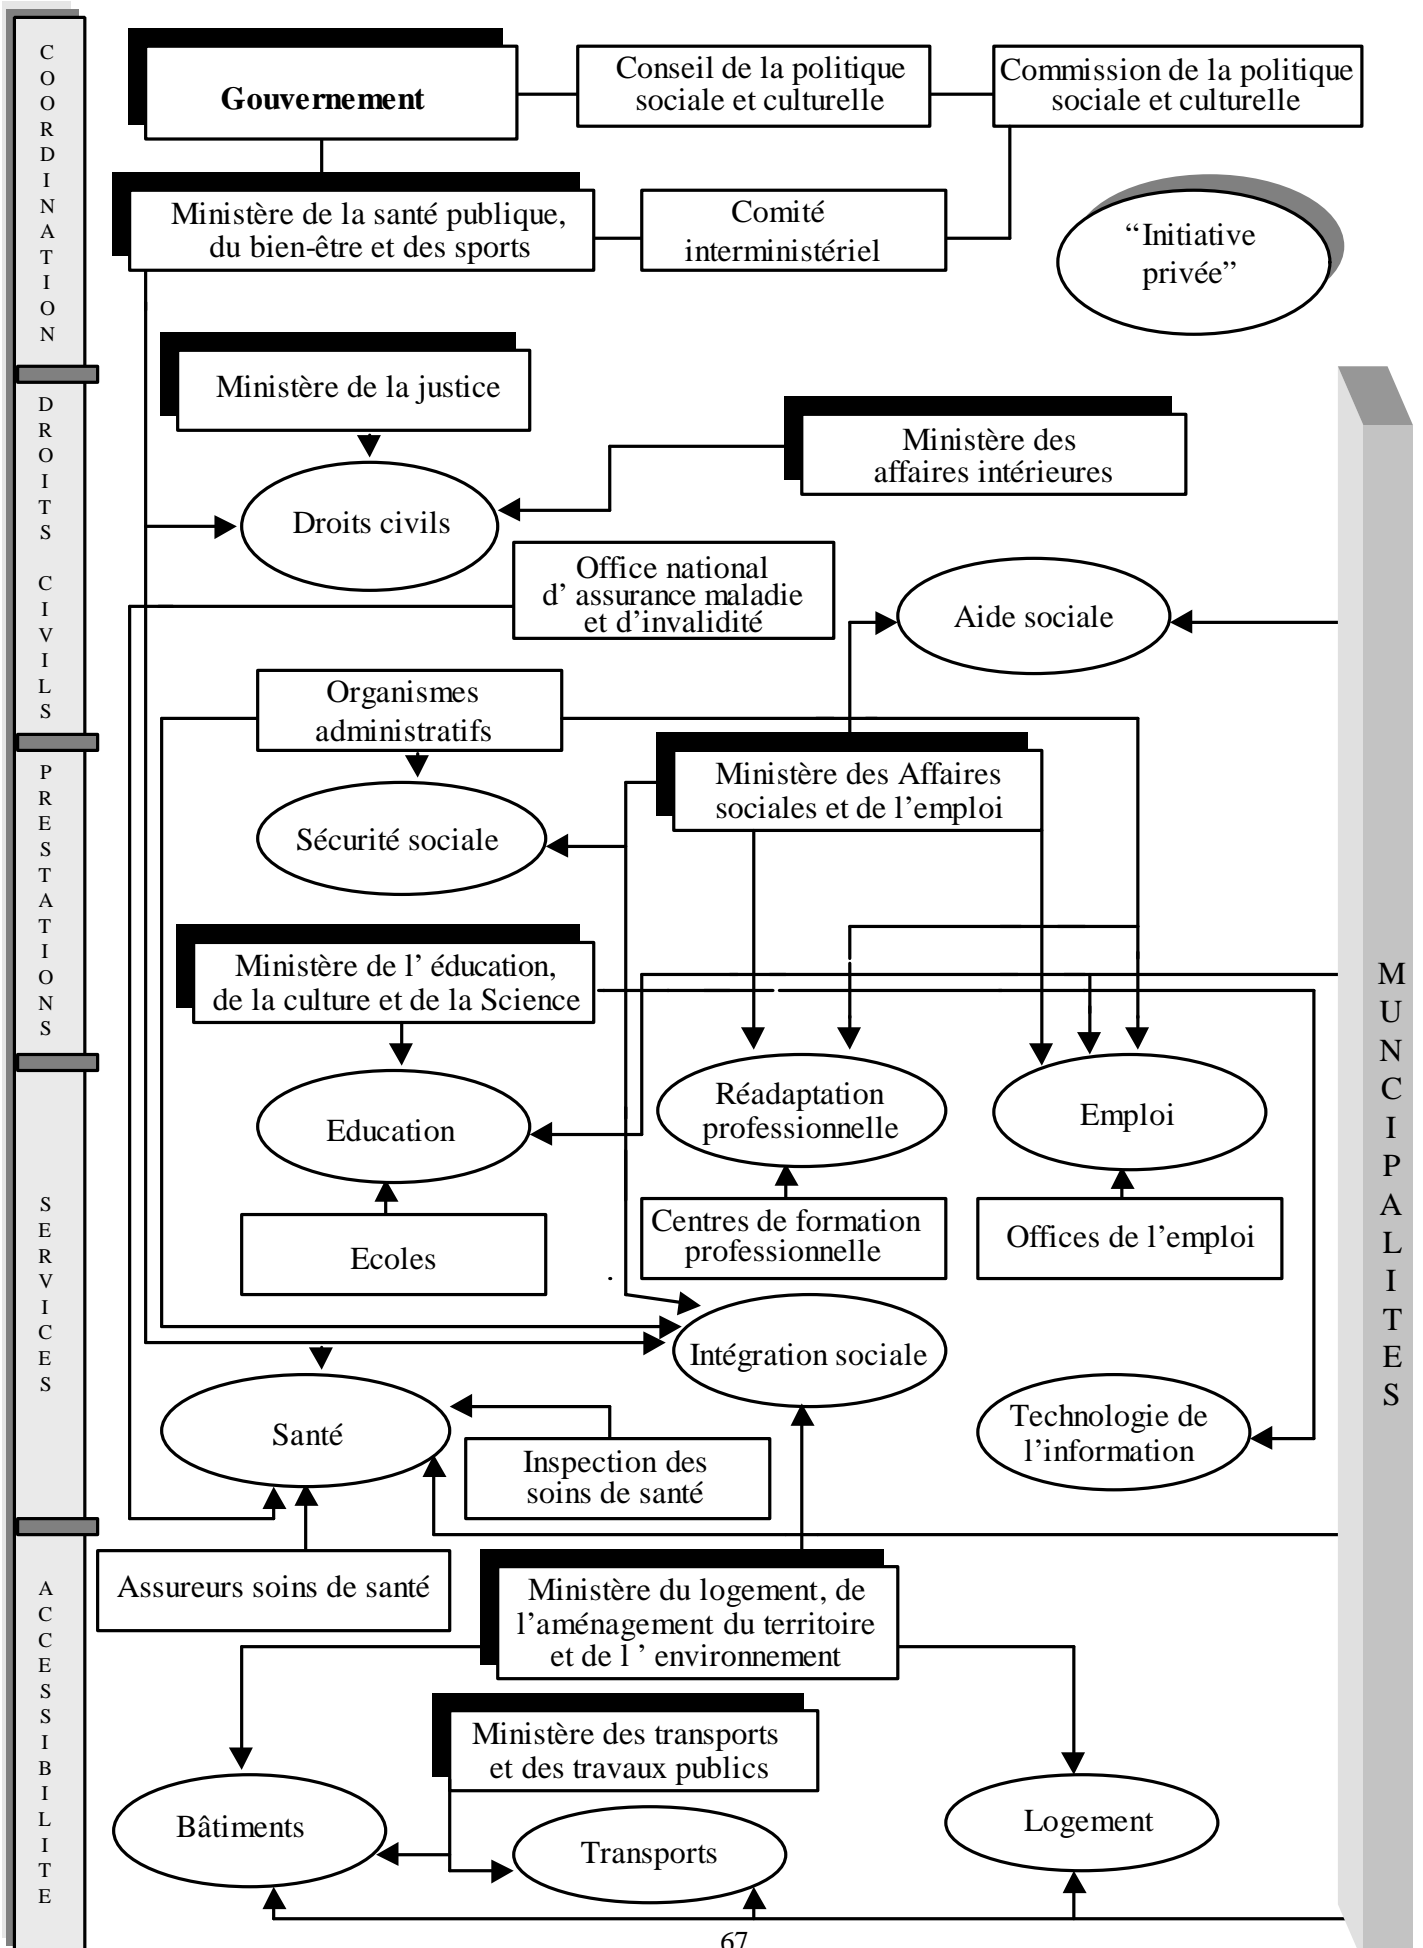 COORDINATION
Gouvernement
Conseil de la politique
sociale et culturelle
Commission de la politique
sociale et culturelle
Ministère de la santé publique,
du bien-être et des sports
Comité
interministériel
“Initiative
privée”
DROITS CIVILS
Ministère de la justice
Ministère des
affaires intérieures
Droits civils
Office national
d’ assurance maladie
et d’invalidité
Aide sociale
Organismes
administratifs
PRESTATIONS
Ministère des Affaires
sociales et de l’emploi
Sécurité sociale
Ministère de l’ éducation,
de la culture et de la Science
MUNCIPALITES
SERVICES
Education
Réadaptation
professionnelle
Emploi
Ecoles
Centres de formation
professionnelle
Offices de l’emploi
Intégration sociale
Santé
Technologie de
l’information
Inspection des
soins de santé
ACCESSIBILITE
Assureurs soins de santé
Ministère du logement, de
l’aménagement du territoire
et de l ’ environnement
Ministère des transports
et des travaux publics
Bâtiments
Transports
Logement
67